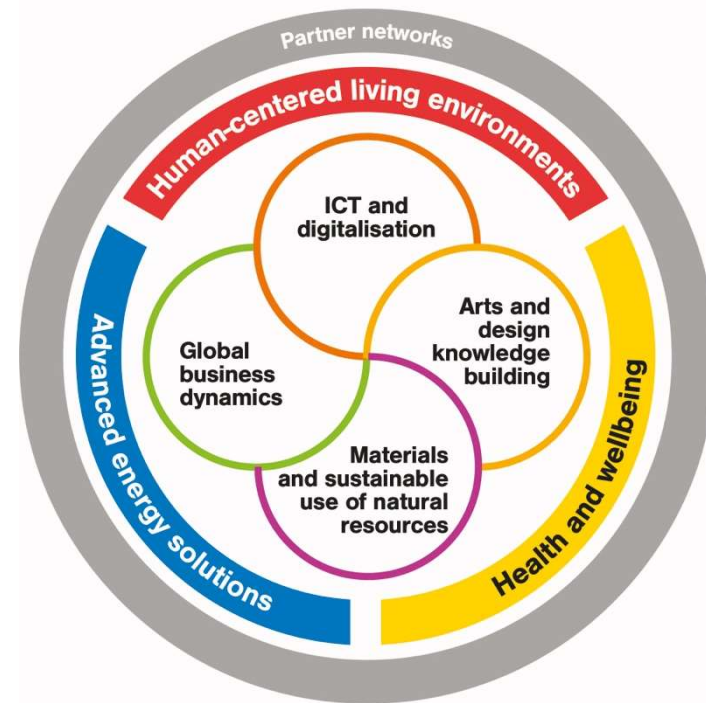 Partner networks
Human-centered living environments
ICT and
digitalisation
Arts and
design
knowledge
building
Global
business
dynamics
Materials
and sustainable
use of natural
resources
Advanced energy solutions
Health and wellbeing